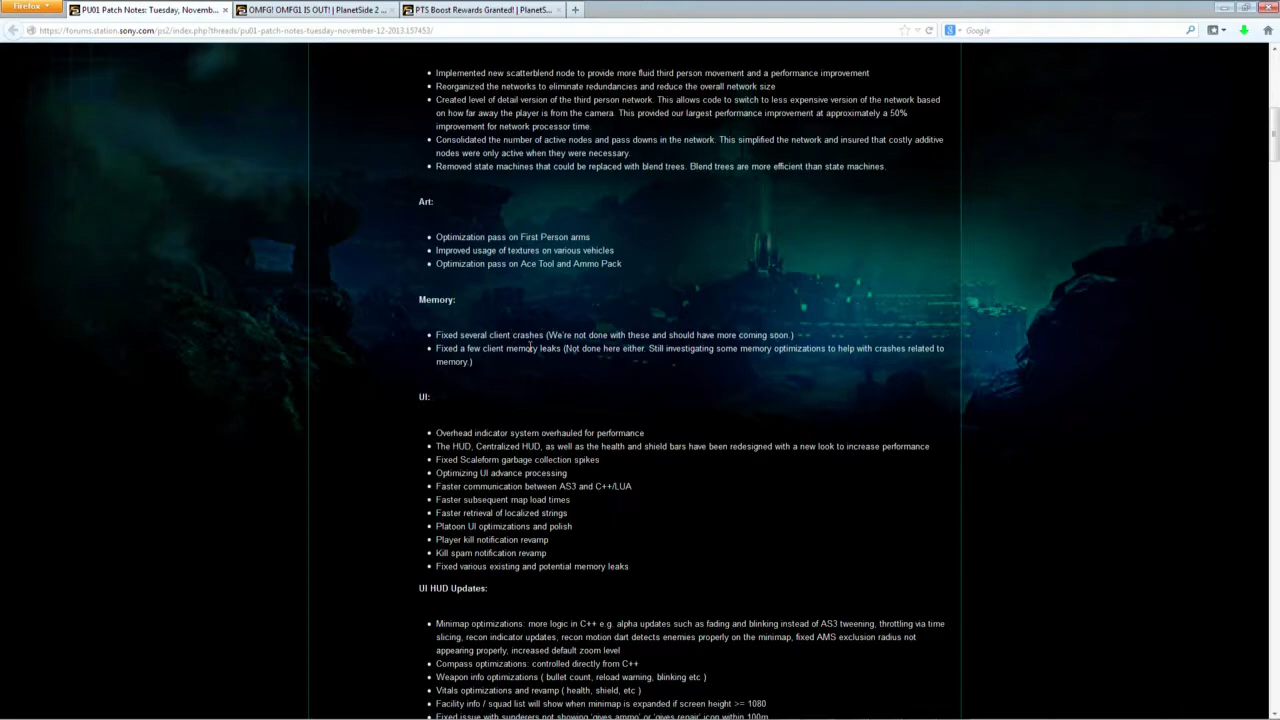 Firefox
PU01 Patch Notes: Tuesday, Novemb...
OMFG! OMFG1 IS OUT! | PlanetSide 2 ...
PTS Boost Rewards Granted! | PlanetS...
https://forums.station.sony.com/ps2/index.php?threads/pu01-patch-notes-tuesday-november-12-2013.157453/
Google
Implemented new scatterblend node to provide more fluid third person movement and a performance improvement
Reorganized the networks to eliminate redundancies and reduce the overall network size
Created level of detail version of the third person network. This allows code to switch to less expensive version of the network based
on how far away the player is from the camera. This provided our largest performance improvement at approximately a 50%
improvement for network processor time.
Consolidated the number of active nodes and pass downs in the network. This simplified the network and insured that costly additive
nodes were only active when they were necessary.
Removed state machines that could be replaced with blend trees. Blend trees are more efficient than state machines.
Art:
Optimization pass on First Person arms
Improved usage of textures on various vehicles
Optimization pass on Ace Tool and Ammo Pack
Memory:
Fixed several client crashes (We're not done with these and should have more coming soon.)
Fixed a few client memory leaks (Not done here either. Still investigating some memory optimizations to help with crashes related to
memory.)
UI:
Overhead indicator system overhauled for performance
The HUD, Centralized HUD, as well as the health and shield bars have been redesigned with a new look to increase performance
Fixed Scaleform garbage collection spikes
Optimizing UI advance processing
Faster communication between AS3 and C++/LUA
Faster subsequent map load times
Faster retrieval of localized strings
Platoon UI optimizations and polish
Player kill notification revamp
Kill spam notification revamp
Fixed various existing and potential memory leaks
UI HUD Updates:
Minimap optimizations: more logic in C++ e.g. alpha updates such as fading and blinking instead of AS3 tweening, throttling via time
slicing, recon indicator updates, recon motion dart detects enemies properly on the minimap, fixed AMS exclusion radius not
appearing properly, increased default zoom level
Compass optimizations: controlled directly from C++
Weapon info optimizations ( bullet count, reload warning, blinking etc )
Vitals optimizations and revamp ( health, shield, etc )
Facility info / squad list will show when minimap is expanded if screen height >= 1080
Fixed issue with sunderers not showing 'gives ammo' or 'gives repair' icon within 100m